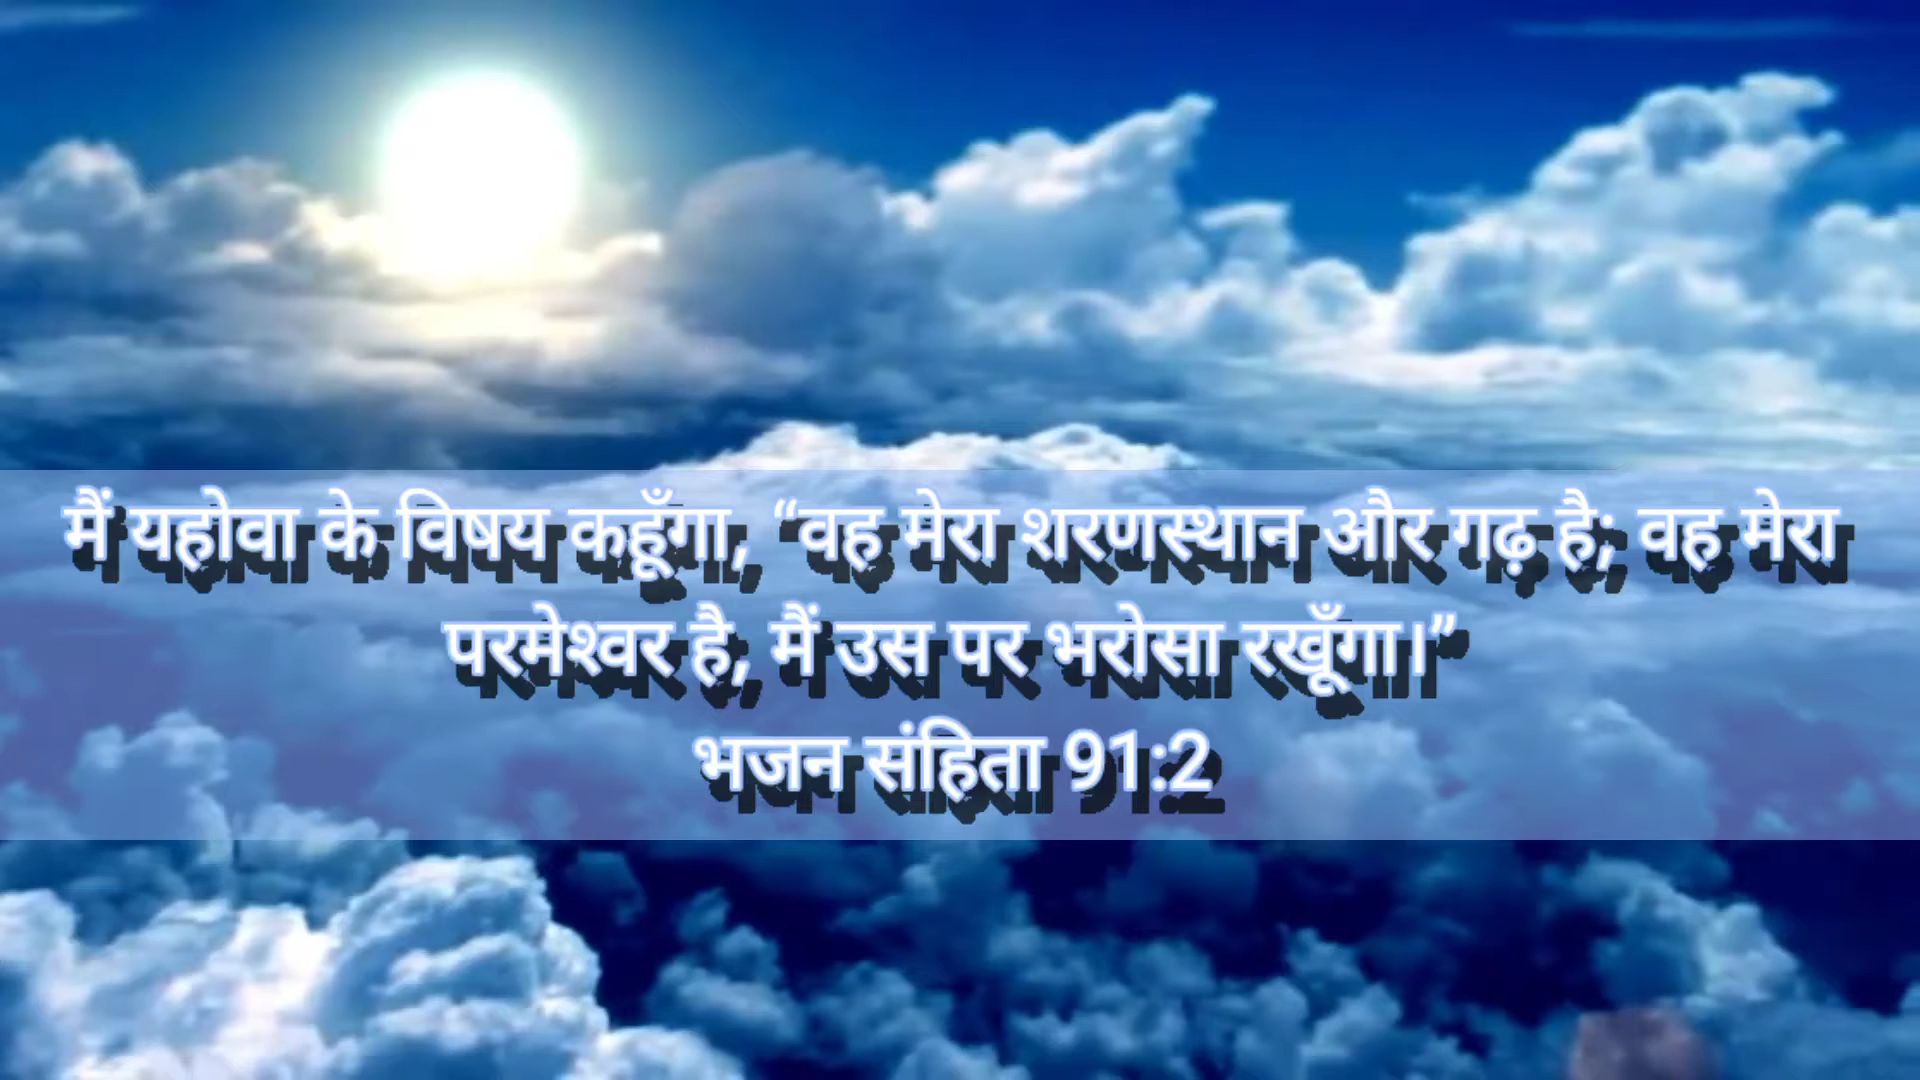 मैं यहोवा के विषय कहूँगा, “वह मेरा शरणस्थान और गढ़ है; वह मेरा
परमेश्वर है, मैं उस पर भरोसा रखूँगा।”
भजन संहिता 91:2